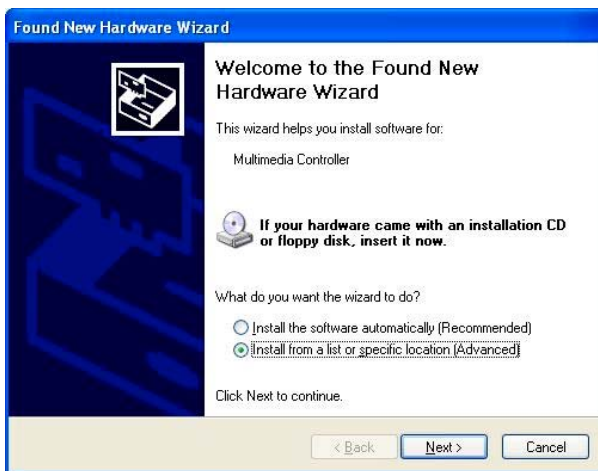 Found New Hardware Wizard
Welcome to the Found New
Hardware Wizard
This wizard helps you install software for:
Multimedia Controller
If your hardware came with an installation CD
or floppy disk, insert it now.
What do you want the wizard to do?
Install the software automatically (Recommended)
Install from a list or specific location (Advanced)
Click Next to continue.
< Back Next > Cancel